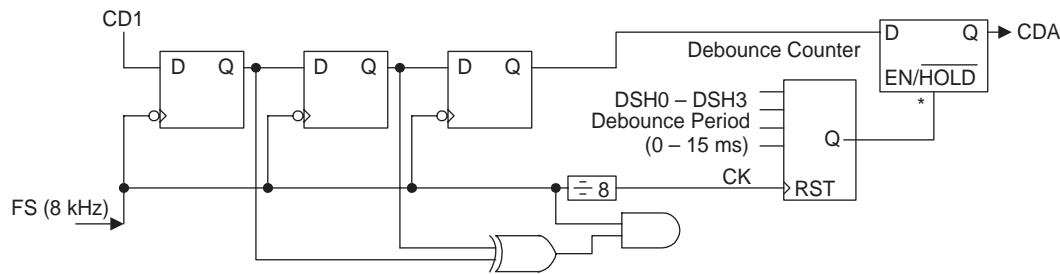 CD1
D Q
D Q
D Q
Debounce Counter
D Q
CDA
EN/HOLD
*
DSH0 – DSH3
Debounce Period
(0 – 15 ms)
Q
CK
RST
÷ 8
FS (8 kHz)